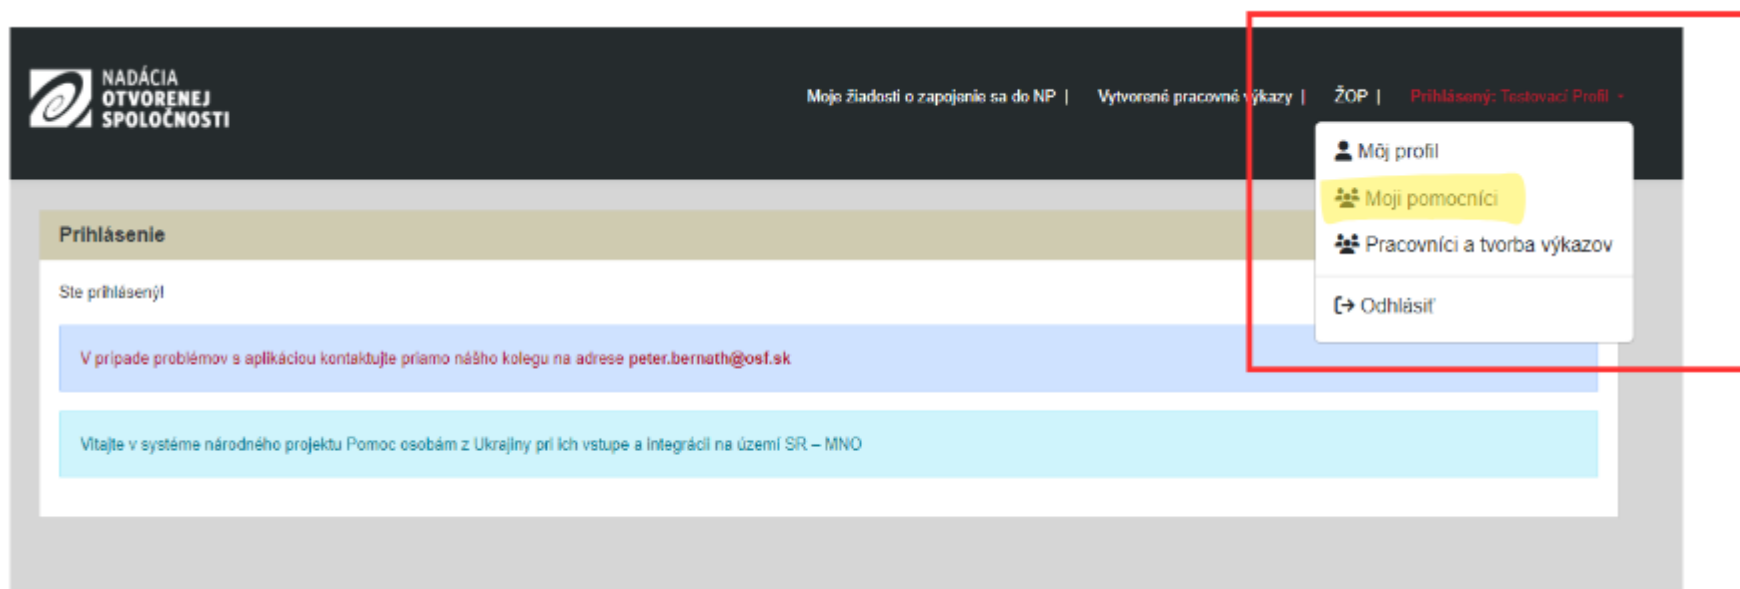 NADÁCIA
OTVORENEJ
SPOLOČNOSTI
Moje žiadosti o zapojenie sa do NP | Vytvorené pracovné výkazy | ŽOP | Prihlásený: Testovací Profil
Môj profil
Moji pomocníci
Pracovníci a tvorba výkazov
Odhlásiť
Prihlásenie
Ste prihlásený!
V prípade problémov s aplikáciou kontaktujte priamo nášho kolegu na adrese peter.bernath@osf.sk
Vitajte v systéme národného projektu Pomoc osobám z Ukrajiny pri ich vstupe a integrácii na území SR – MNO